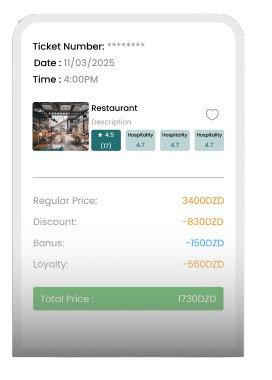 Ticket Number: ********
Date : 11/03/2025
Time : 4:00PM
Restaurant
Description
★ 4.5 (17)
Hospitality 4.7
Hospitality 4.7
Hospitality 4.7
Regular Price: 3400DZD
Discount: -830DZD
Bonus: -150DZD
Loyalty: -560DZD
Total Price : 1730DZD